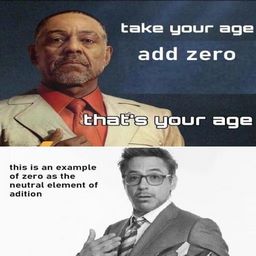 take your age
add zero
that's your age
this is an example
of zero as the
neutral element of
adition